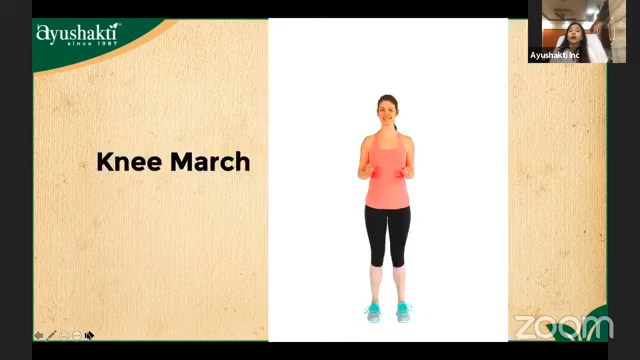 ayushakti
since 1987
Ayushakti Inc
Knee March
zoom